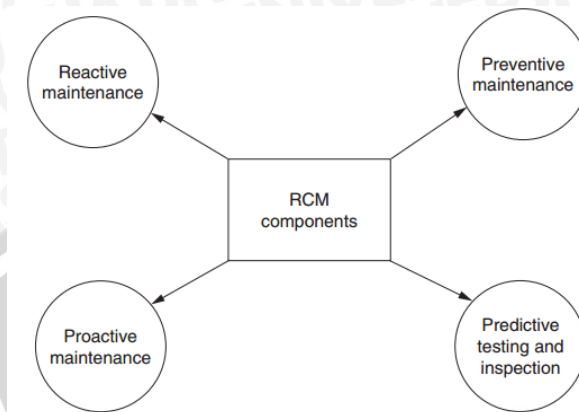 Reactive
maintenance
Preventive
maintenance
RCM
components
Proactive
maintenance
Predictive
testing and
inspection